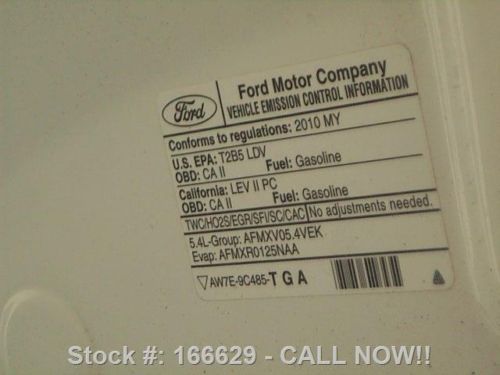 Ford
Ford Motor Company
VEHICLE EMISSION CONTROL INFORMATION
Conforms to regulations: 2010 MY
U.S. EPA: T2B5 LDV
OBD: CA II Fuel: Gasoline
California: LEV II PC
OBD: CA II Fuel: Gasoline
TWC/HO2S/EGR/SFI/SC/CAC No adjustments needed.
5.4L-Group: AFMXV05.4VEK
Evap: AFMXR0125NAA
AW7E-9C485-TGA
Stock #: 166629 - CALL NOW!!